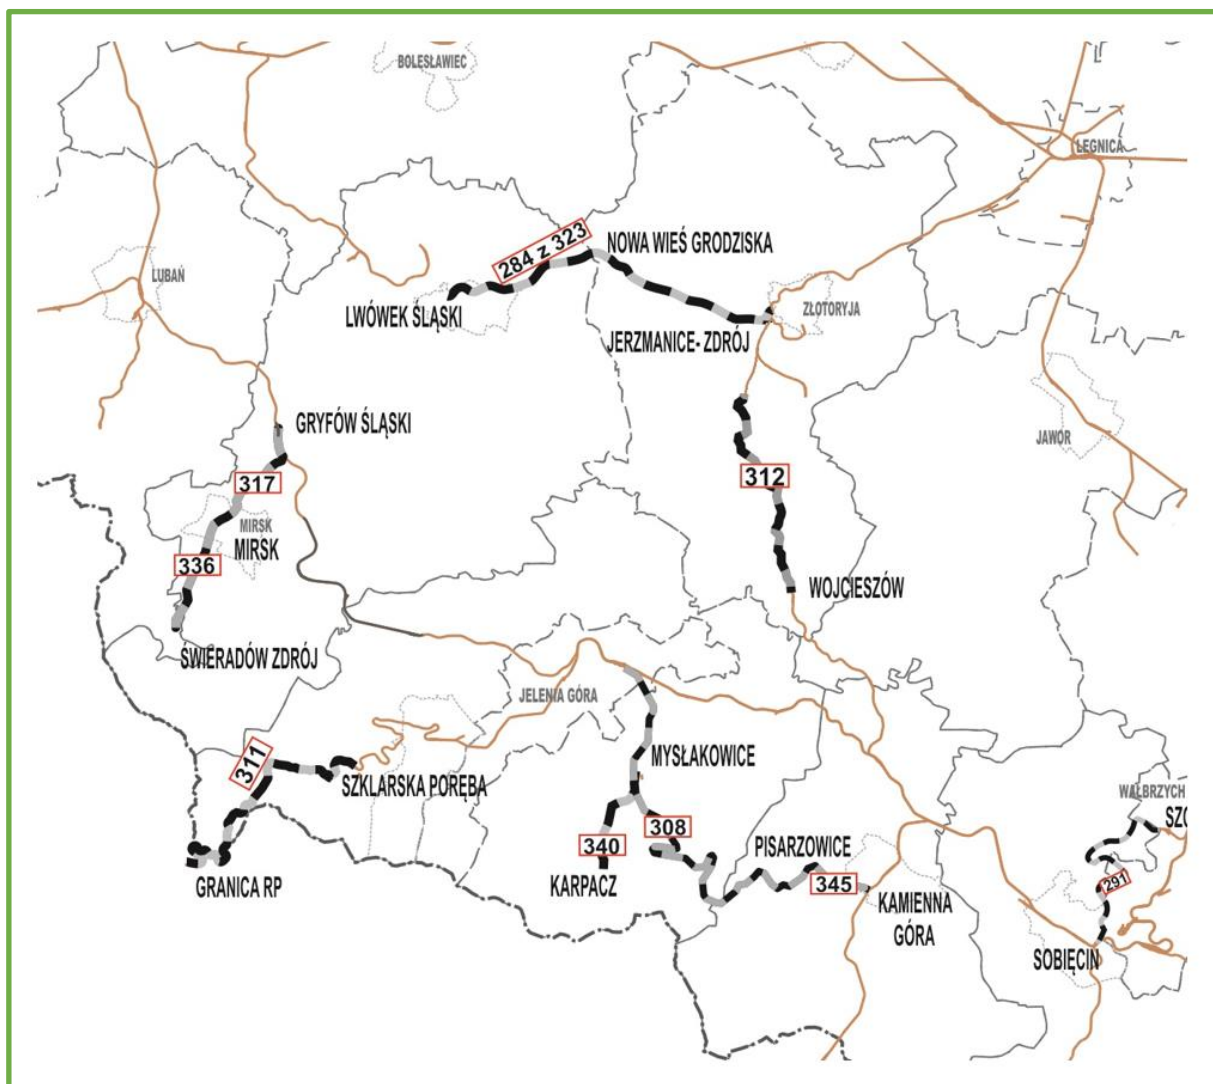 BOLESŁAWIEC
LEGNICA
284 z 323
NOWA WIEŚ GRODZISKA
LUBAŃ
LWÓWEK ŚLĄSKI
ZŁOTORYJA
JERZMANICE- ZDRÓJ
GRYFÓW ŚLĄSKI
JAWOR
317
312
MIRSK
MIRSK
336
WOJCIESZÓW
ŚWIERADÓW ZDRÓJ
JELENIA GÓRA
311
MYSŁAKOWICE
SZKLARSKA PORĘBA
WAŁBRZYCH
SZC
308
340
PISARZOWICE
GRANICA RP
KARPACZ
345
291
KAMIENNA
GÓRA
SOBIĘCIN